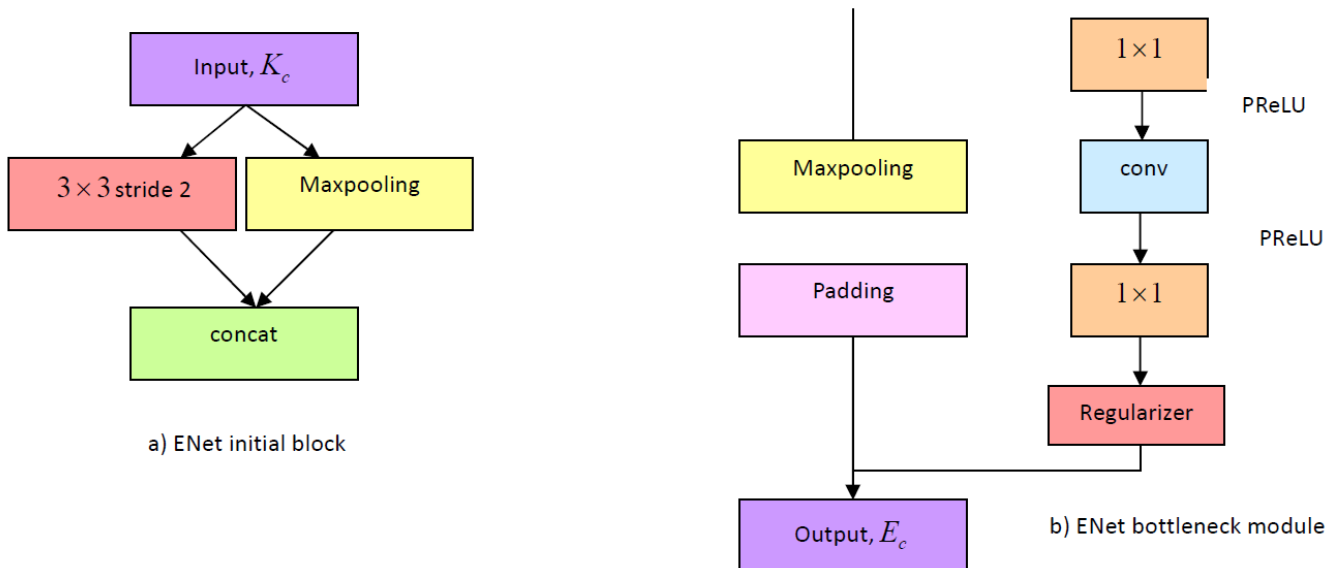 Input, K_c
3 × 3 stride 2
Maxpooling
concat
a) ENet initial block
Maxpooling
Padding
Output, E_c
1×1
PReLU
conv
PReLU
1×1
Regularizer
b) ENet bottleneck module